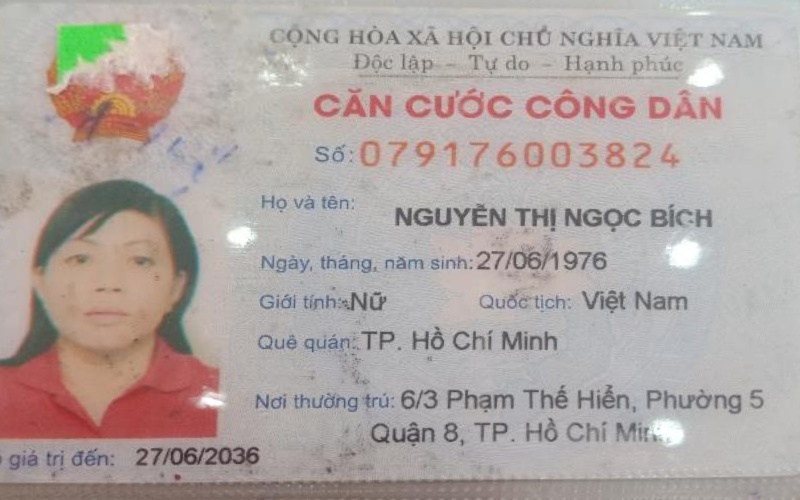 CỘNG HÒA XÃ HỘI CHỦ NGHĨA VIỆT NAM
Độc lập – Tự do – Hạnh phúc
CĂN CƯỚC CÔNG DÂN
Số: 079176003824
Họ và tên:
NGUYỄN THỊ NGỌC BÍCH
Ngày, tháng, năm sinh: 27/06/1976
Giới tính: Nữ Quốc tịch: Việt Nam
Quê quán: TP. Hồ Chí Minh
Nơi thường trú: 6/3 Phạm Thế Hiển, Phường 5
Quận 8, TP. Hồ Chí Minh
giá trị đến: 27/06/2036